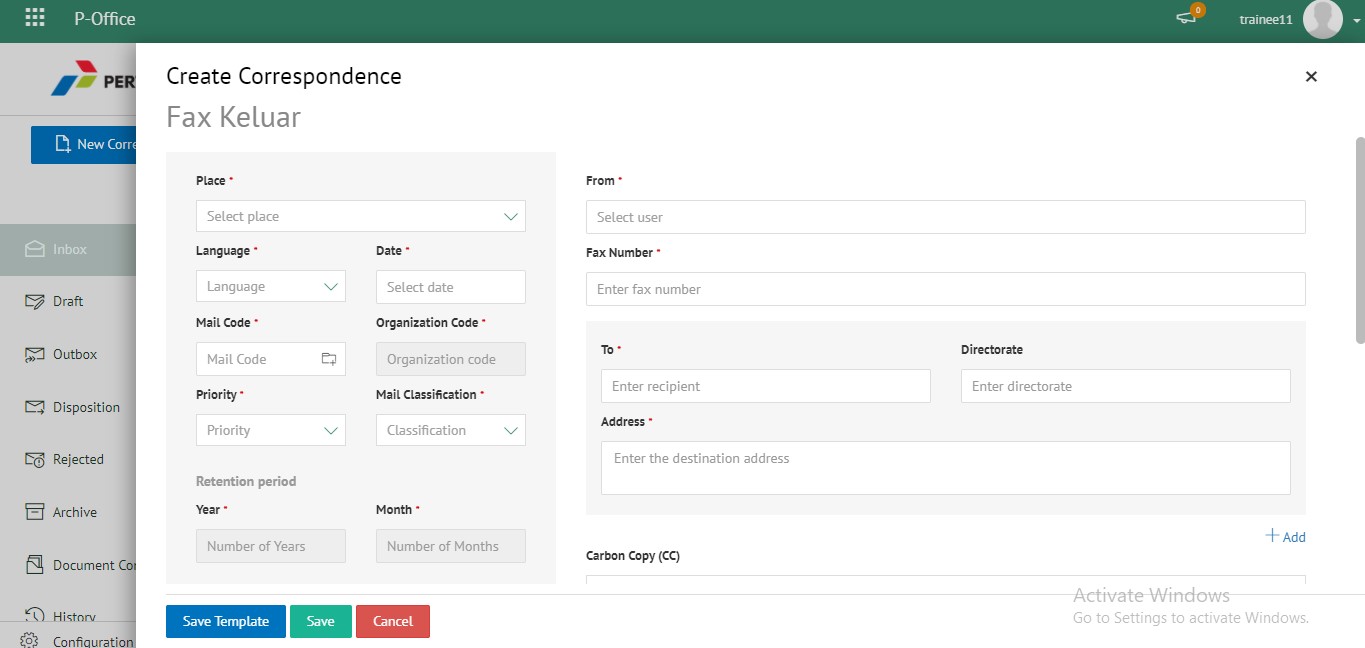 P-Office
0
trainee11
PER
New Corre
Inbox
Draft
Outbox
Disposition
Rejected
Archive
Document Cor
History
Configuration
Create Correspondence
Fax Keluar
Place *
Select place
Language *
Date *
Language
Select date
Mail Code *
Organization Code *
Mail Code
Organization code
Priority *
Mail Classification *
Priority
Classification
Retention period
Year *
Month *
Number of Years
Number of Months
From *
Select user
Fax Number *
Enter fax number
To *
Directorate
Enter recipient
Enter directorate
Address *
Enter the destination address
Add
Carbon Copy (CC)
Save Template
Save
Cancel
Activate Windows
Go to Settings to activate Windows.